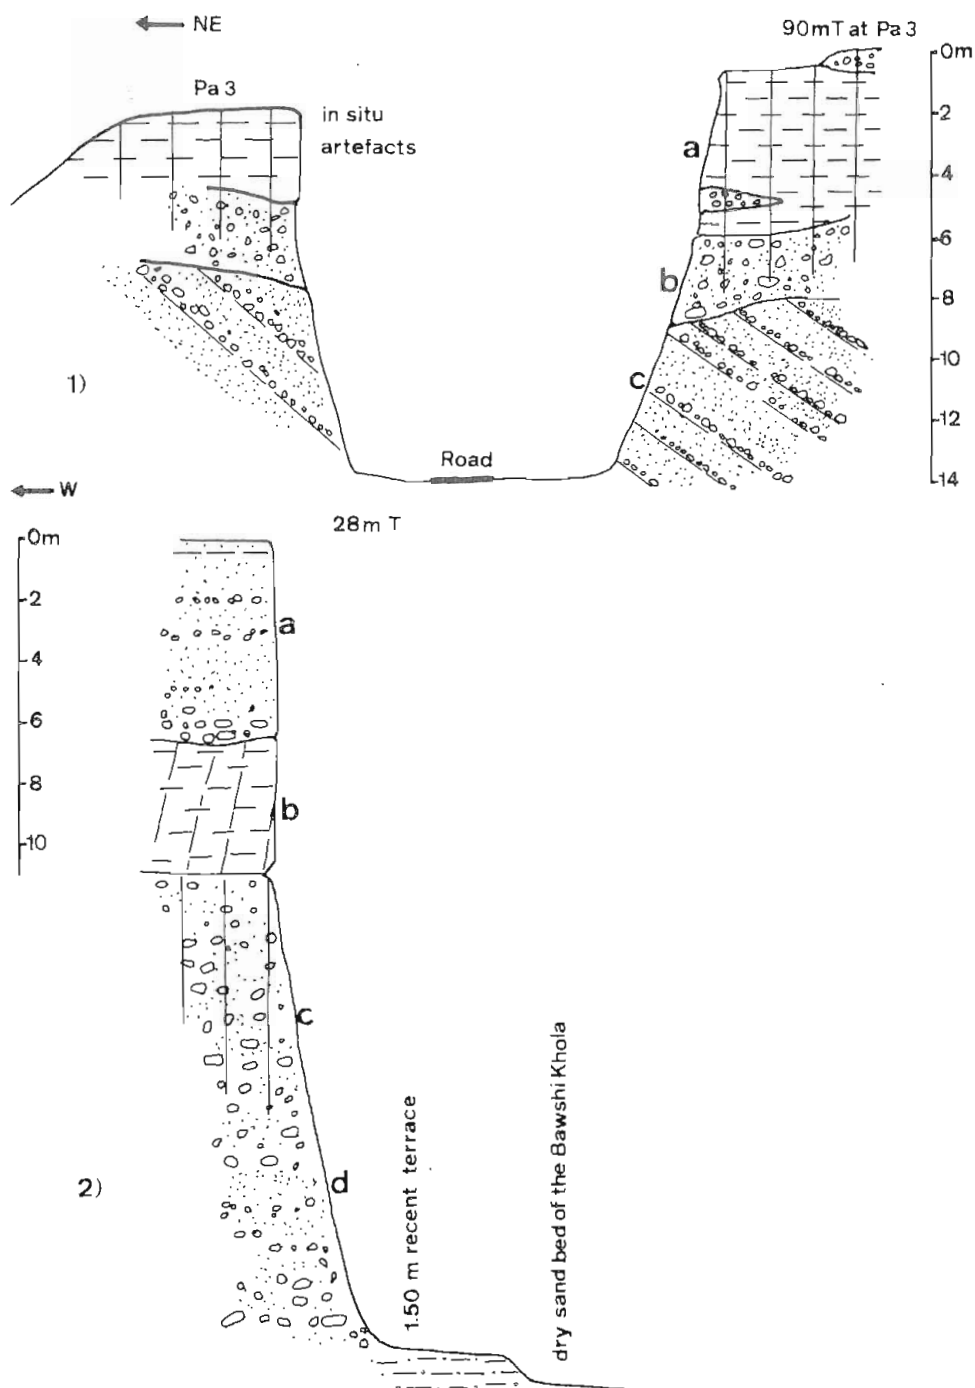 NE
90mT at Pa 3
Pa 3
in situ
artefacts
0m
2
4
6
8
10
12
14
a
b
c
1)
Road
W
28m T
0m
2
4
6
8
10
a
b
c
d
2)
1.50 m recent terrace
dry sand bed of the Bawshi Khola